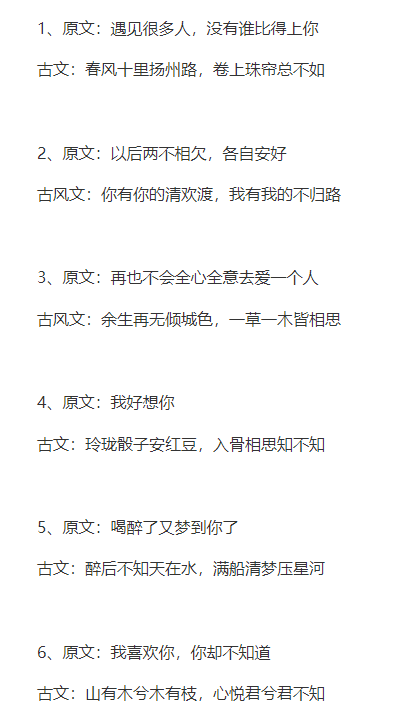 1、原文：遇见很多人，没有谁比得上你
古文：春风十里扬州路，卷上珠帘总不如
2、原文：以后两不相欠，各自安好
古风文：你有你的清欢渡，我有我的不归路
3、原文：再也不会全心全意去爱一个人
古风文：余生再无倾城色，一草一木皆相思
4、原文：我好想你
古文：玲珑骰子安红豆，入骨相思知不知
5、原文：喝醉了又梦到你了
古文：醉后不知天在水，满船清梦压星河
6、原文：我喜欢你，你却不知道
古文：山有木兮木有枝，心悦君兮君不知